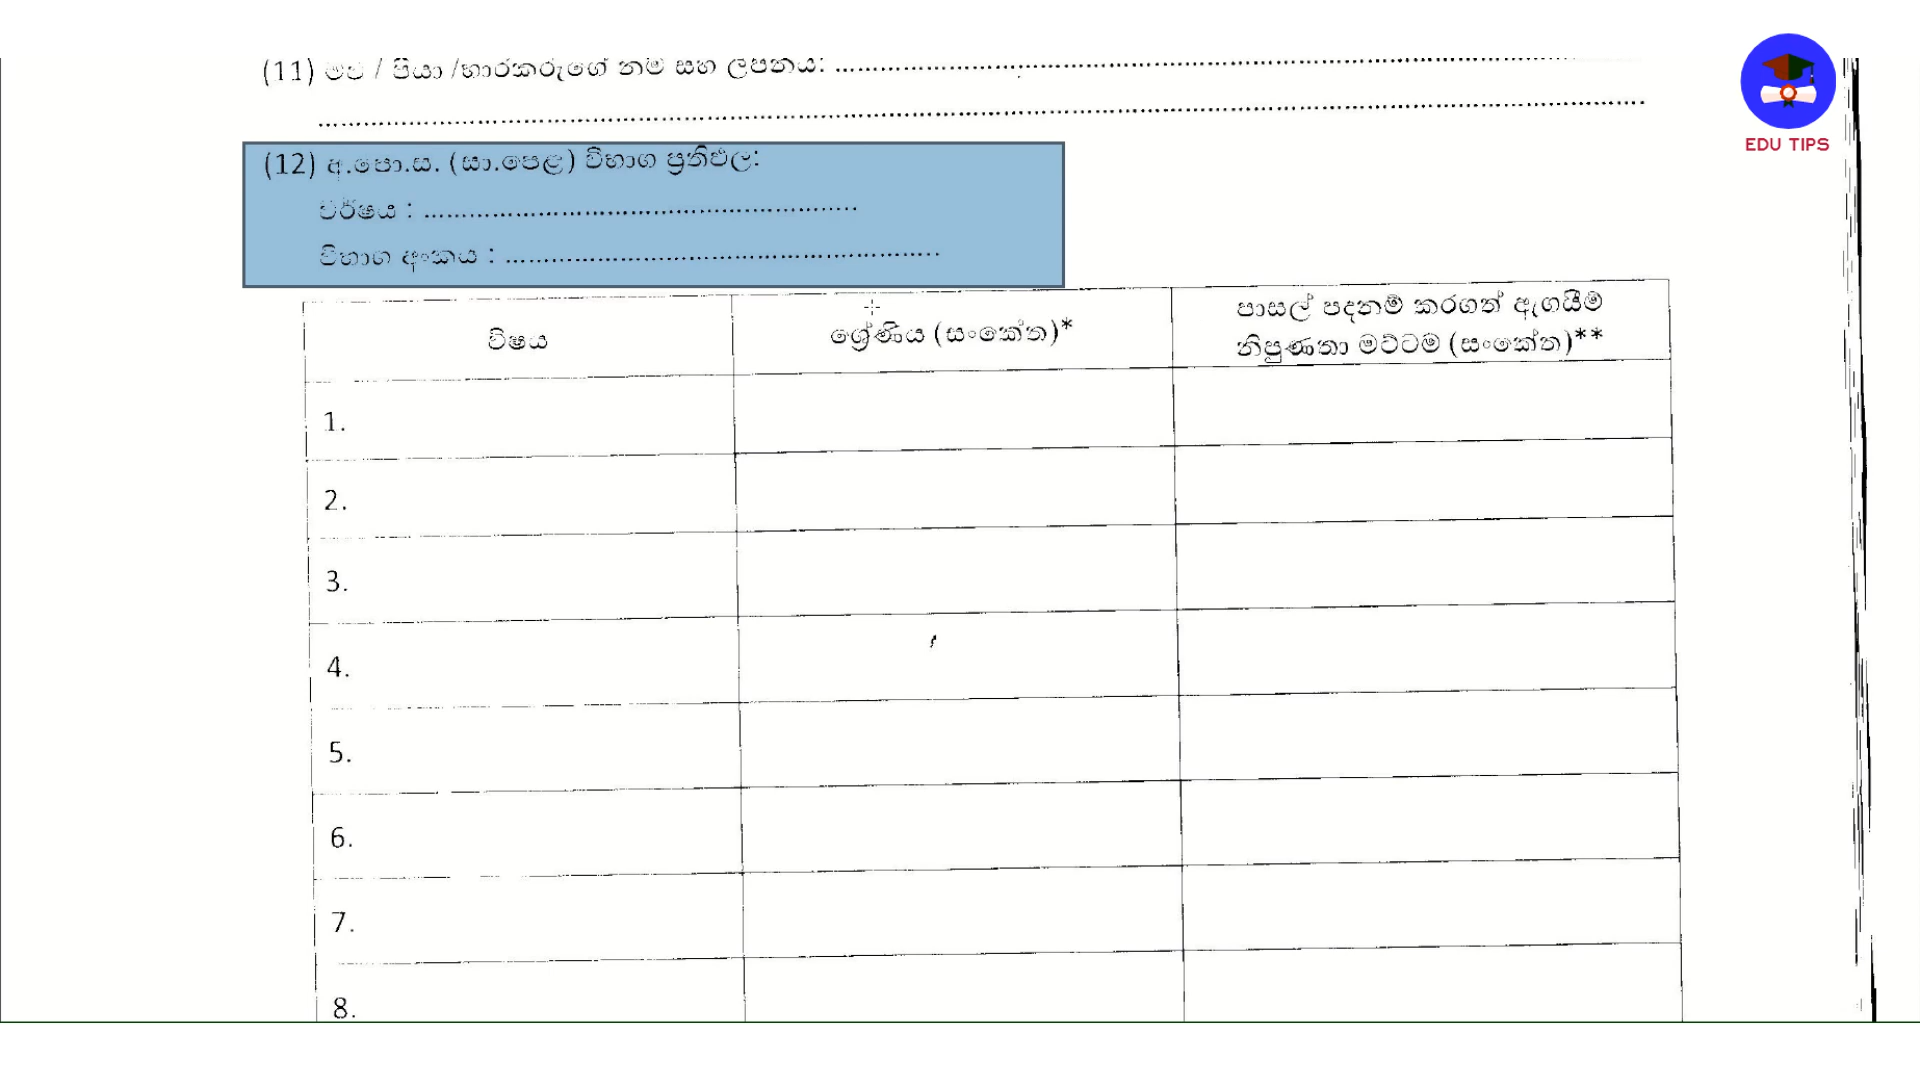 (11) මව / පියා /භාරකරුගේ නම සහ ලිපිනය: ................................................
................................................
EDU TIPS
(12) අ.පො.ස. (සා.පෙළ) විභාග ප්‍රතිඵල:
වර්ෂය : ................................................
විභාග අංකය : ................................................
විෂය
ශ්‍රේණිය (සංකේත)*
පාසල් පදනම් කරගත් ඇගයීම්
නිපුණතා මට්ටම (සංකේත)**
1.
2.
3.
4.
5.
6.
7.
8.